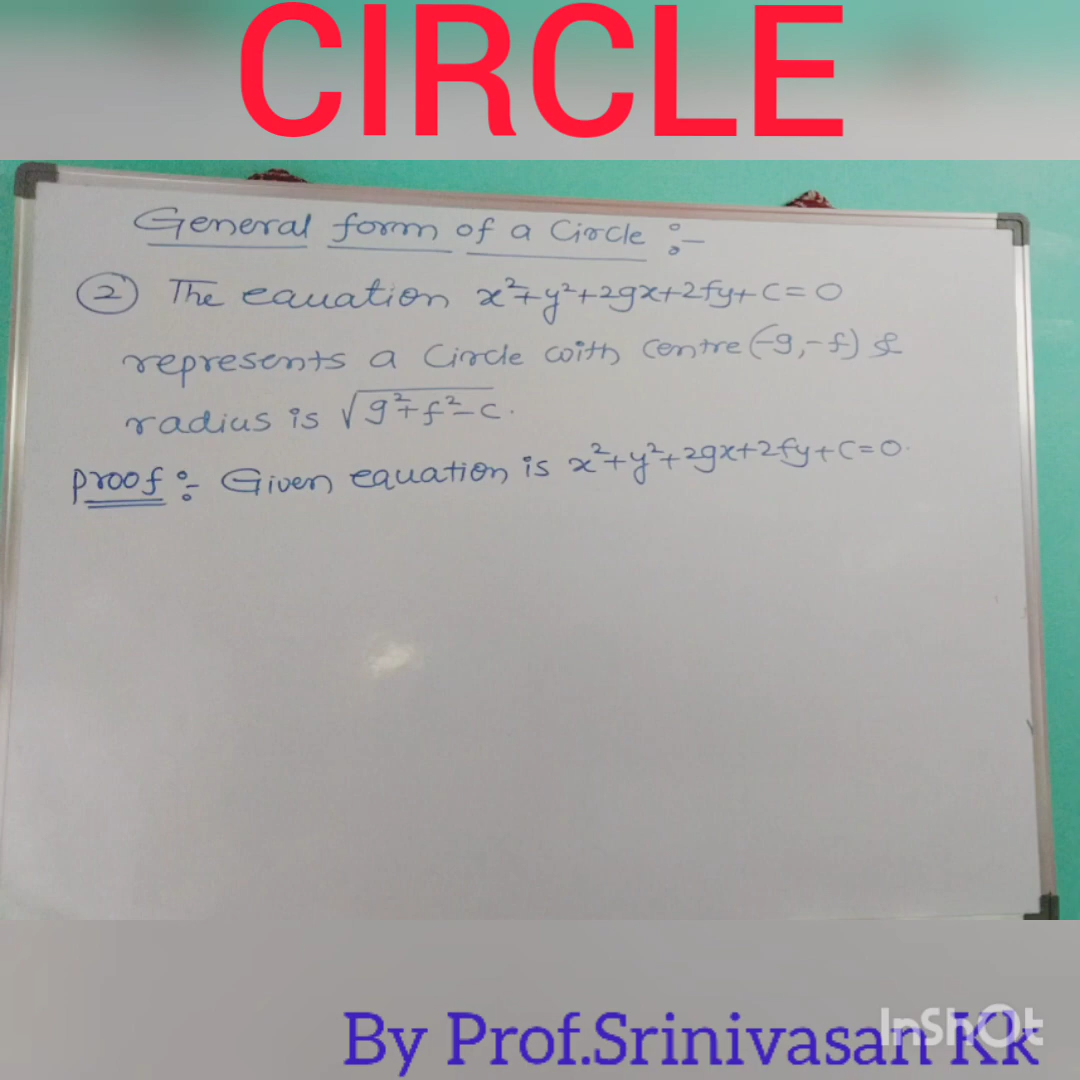 CIRCLE
General form of a Circle :-
② The eauation x²+y²+2gx+2fy+c=0
represents a Circle with centre (-g,-f) &
radius is √g²+f²-c.
Proof :- Given equation is x²+y²+2gx+2fy+c=0.
By Prof.Srinivasan Kk
InShOt